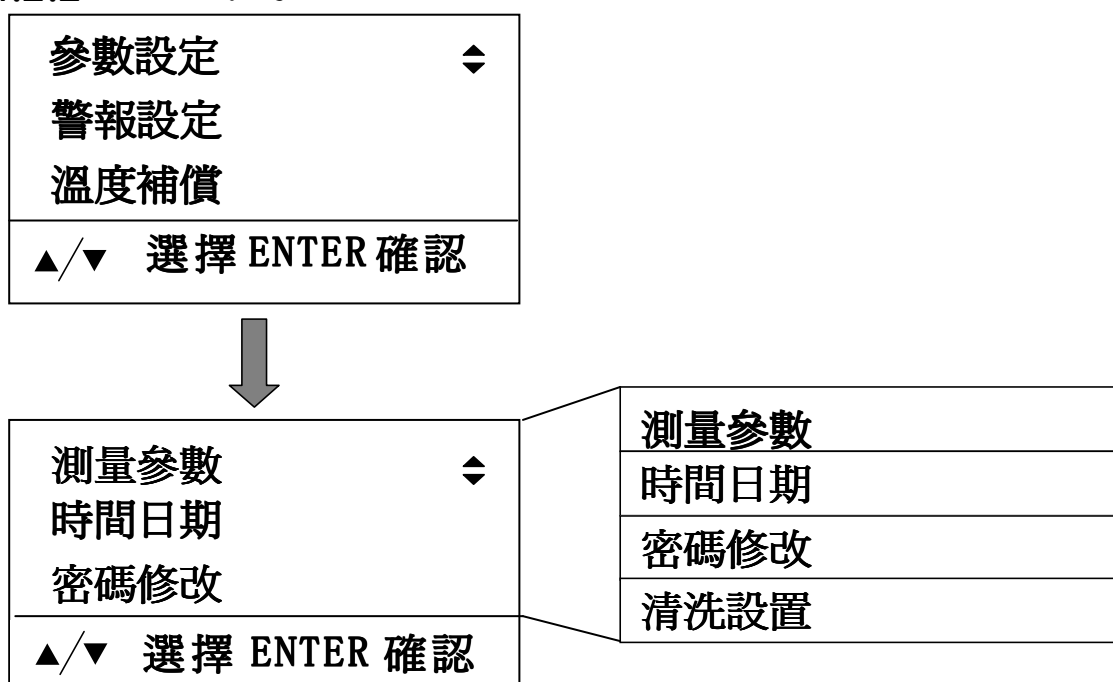 參數設定
警報設定
溫度補償
▲/▼ 選擇 ENTER 確認
測量參數
時間日期
密碼修改
▲/▼ 選擇 ENTER 確認
測量參數
時間日期
密碼修改
清洗設置